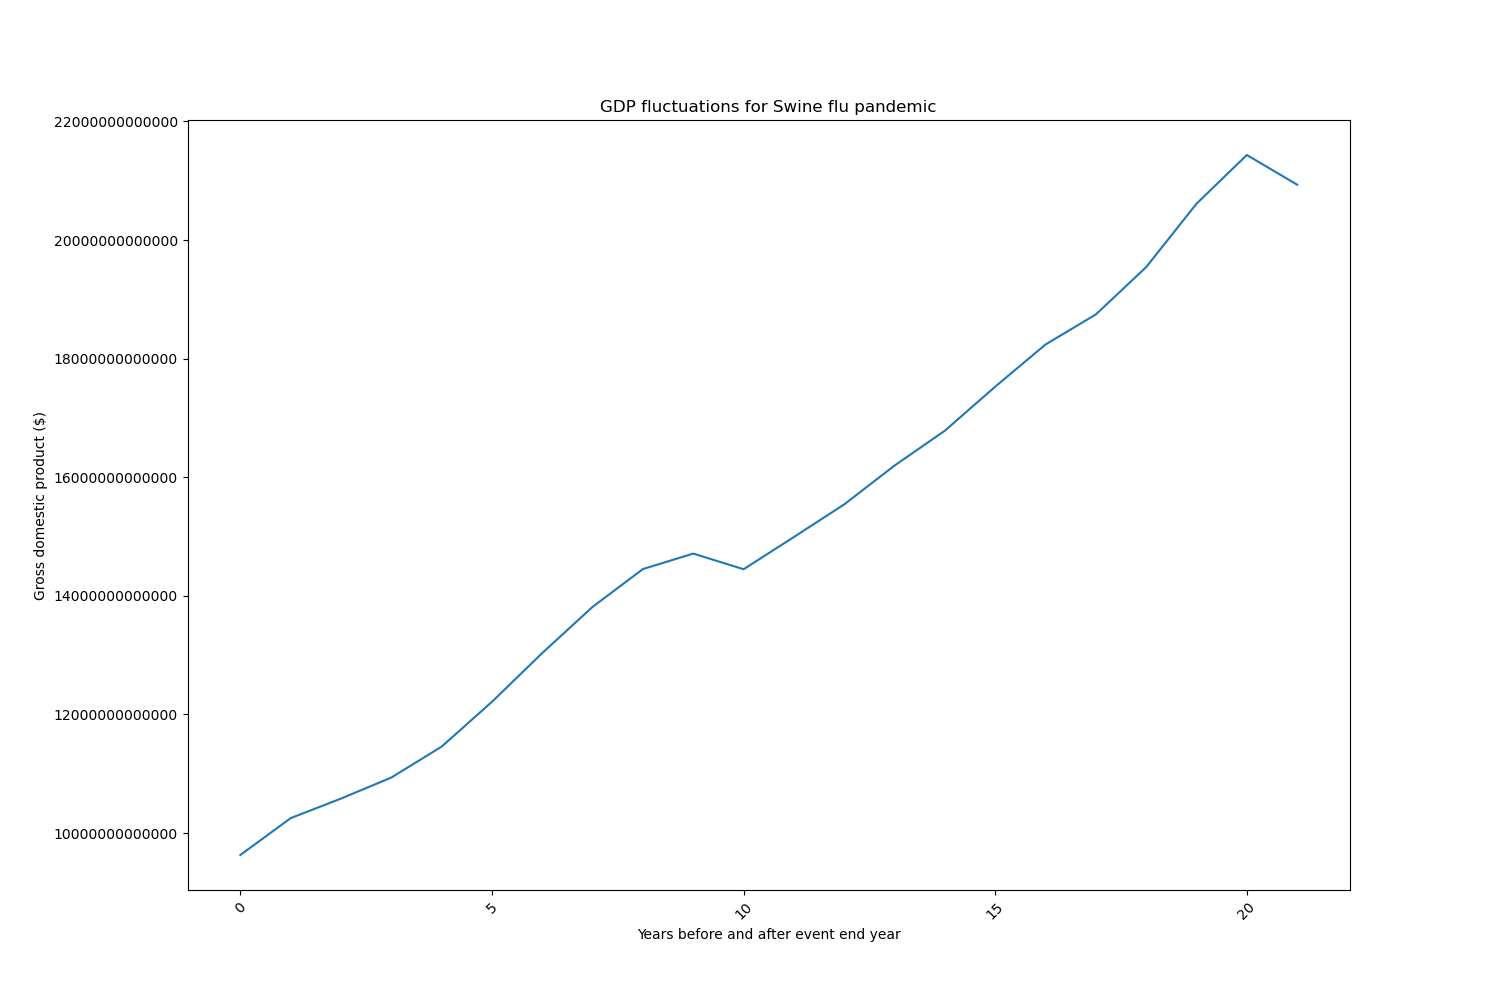 GDP fluctuations for Swine flu pandemic
22000000000000
20000000000000
18000000000000
16000000000000
14000000000000
12000000000000
10000000000000
Gross domestic product ($)
0 5 10 15 20
Years before and after event end year